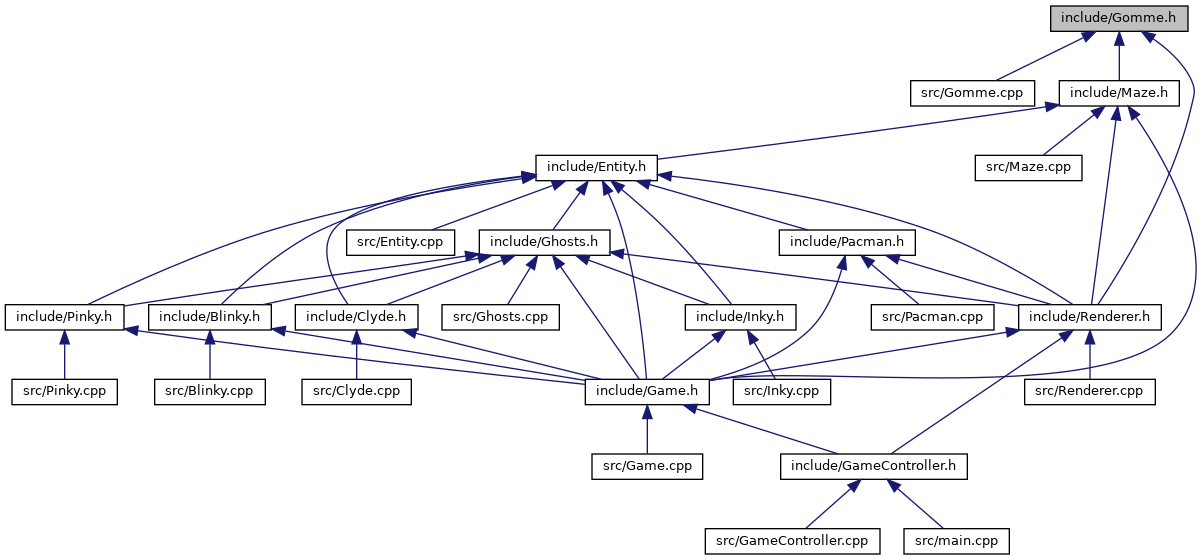 include/Gomme.h
src/Gomme.cpp
include/Maze.h
include/Entity.h
src/Maze.cpp
src/Entity.cpp
include/Ghosts.h
include/Pacman.h
include/Pinky.h
include/Blinky.h
include/Clyde.h
src/Ghosts.cpp
include/Inky.h
src/Pacman.cpp
include/Renderer.h
src/Pinky.cpp
src/Blinky.cpp
src/Clyde.cpp
include/Game.h
src/Inky.cpp
src/Renderer.cpp
src/Game.cpp
include/GameController.h
src/GameController.cpp
src/main.cpp